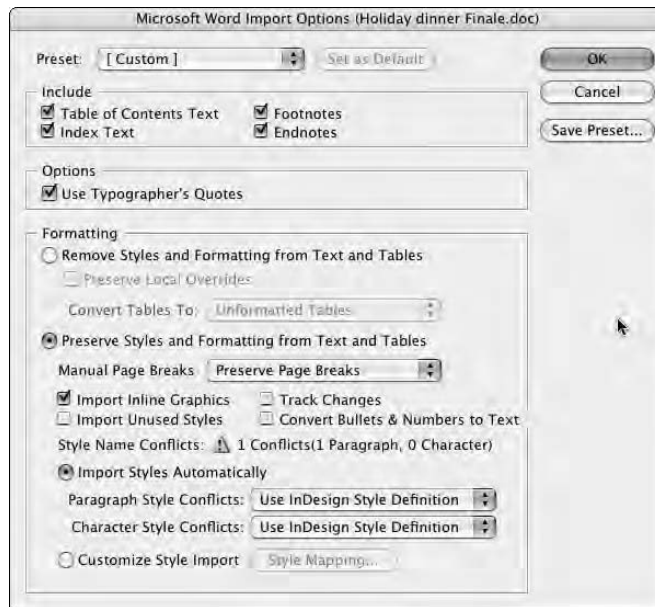 Microsoft Word Import Options (Holiday dinner Finale.doc)
Preset: [ Custom ] Set as Default OK
Include Cancel
Table of Contents Text Footnotes
Index Text Endnotes Save Preset...
Options
Use Typographer's Quotes
Formatting
Remove Styles and Formatting from Text and Tables
Preserve Local Overrides
Convert Tables To: Unformatted Tables
Preserve Styles and Formatting from Text and Tables
Manual Page Breaks Preserve Page Breaks
Import Inline Graphics Track Changes
Import Unused Styles Convert Bullets & Numbers to Text
Style Name Conflicts: 1 Conflicts(1 Paragraph, 0 Character)
Import Styles Automatically
Paragraph Style Conflicts: Use InDesign Style Definition
Character Style Conflicts: Use InDesign Style Definition
Customize Style Import Style Mapping...